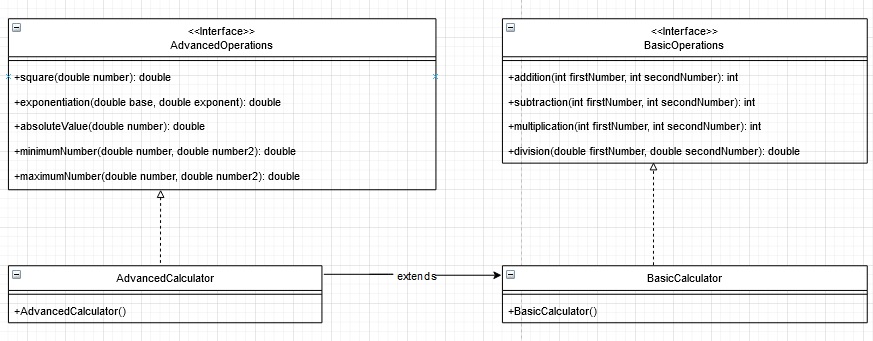 <<Interface>>
AdvancedOperations
+square(double number): double
+exponentiation(double base, double exponent): double
+absoluteValue(double number): double
+minimumNumber(double number, double number2): double
+maximumNumber(double number, double number2): double
<<Interface>>
BasicOperations
+addition(int firstNumber, int secondNumber): int
+subtraction(int firstNumber, int secondNumber): int
+multiplication(int firstNumber, int secondNumber): int
+division(double firstNumber, double secondNumber): double
AdvancedCalculator
+AdvancedCalculator()
extends
BasicCalculator
+BasicCalculator()